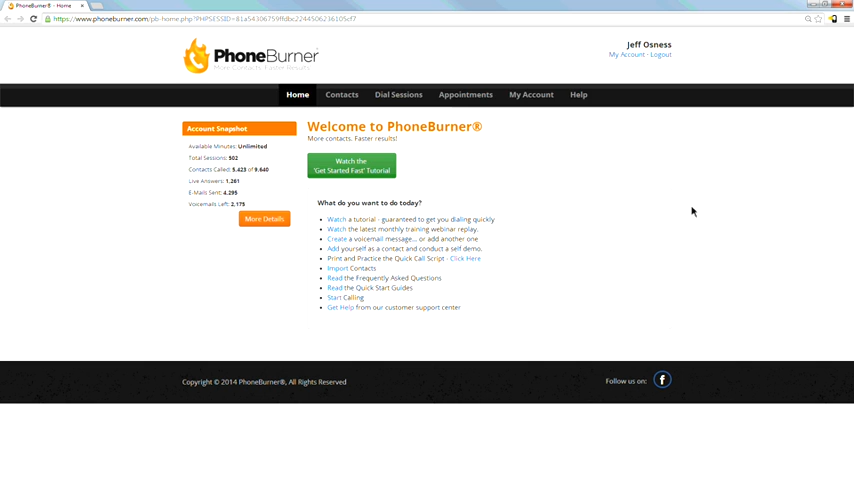 PhoneBurner® - Home
https://www.phoneburner.com/pb-home.php?PHPSESSID=81a54306759ffdbc2244506236105cf7
PhoneBurner
More Contacts. Faster Results!
Jeff Osness
My Account - Logout
Home Contacts Dial Sessions Appointments My Account Help
Account Snapshot
Available Minutes: Unlimited
Total Sessions: 502
Contacts Called: 5,423 of 9,640
Live Answers: 1,261
E-Mails Sent: 4,295
Voicemails Left: 2,175
More Details
Welcome to PhoneBurner®
More contacts. Faster results!
Watch the
'Get Started Fast' Tutorial
What do you want to do today?
Watch a tutorial - guaranteed to get you dialing quickly
Watch the latest monthly training webinar replay.
Create a voicemail message... or add another one
Add yourself as a contact and conduct a self demo.
Print and Practice the Quick Call Script - Click Here
Import Contacts
Read the Frequently Asked Questions
Read the Quick Start Guides
Start Calling
Get Help from our customer support center
Copyright © 2014 PhoneBurner®, All Rights Reserved
Follow us on: